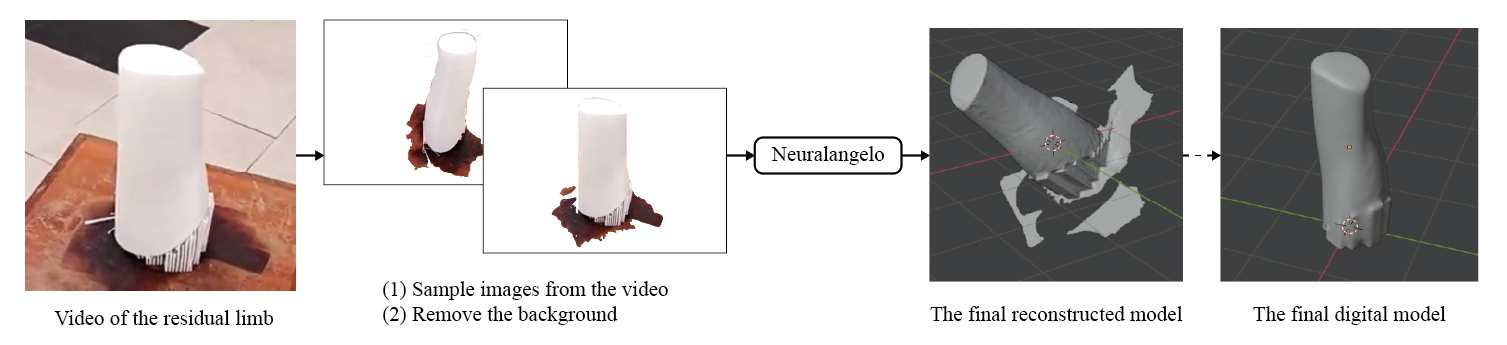 Neuralangelo
Video of the residual limb
(1) Sample images from the video
(2) Remove the background
The final reconstructed model
The final digital model